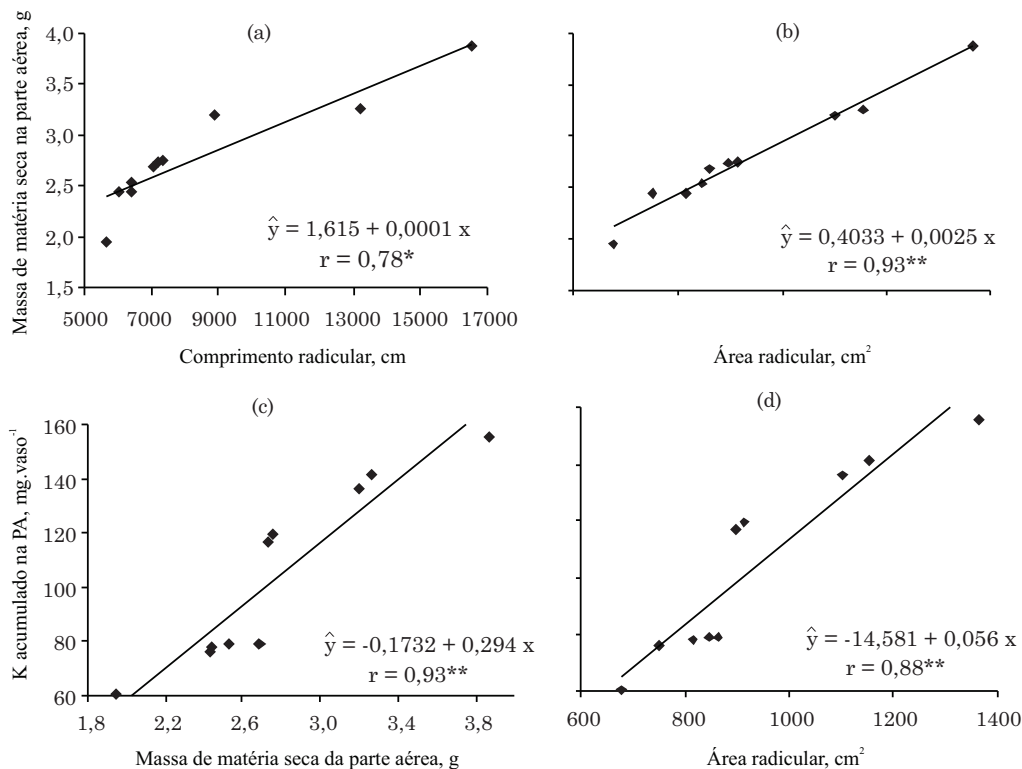 (a)
Massa de matéria seca na parte aérea, g
4,0
3,5
3,0
2,5
2,0
1,5
ŷ = 1,615 + 0,0001 x
r = 0,78*
5000 7000 9000 11000 13000 15000 17000
Comprimento radicular, cm
(b)
ŷ = 0,4033 + 0,0025 x
r = 0,93**
Área radicular, cm²
(c)
K acumulado na PA, mg.vaso⁻¹
160
140
120
100
80
60
ŷ = -0,1732 + 0,294 x
r = 0,93**
1,8 2,2 2,6 3,0 3,4 3,8
Massa de matéria seca da parte aérea, g
(d)
ŷ = -14,581 + 0,056 x
r = 0,88**
600 800 1000 1200 1400
Área radicular, cm²